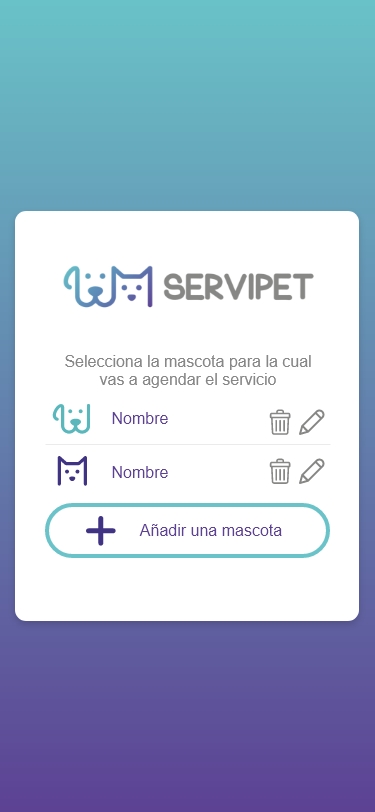 SERVIPET
Selecciona la mascota para la cual
vas a agendar el servicio
Nombre
Nombre
Añadir una mascota